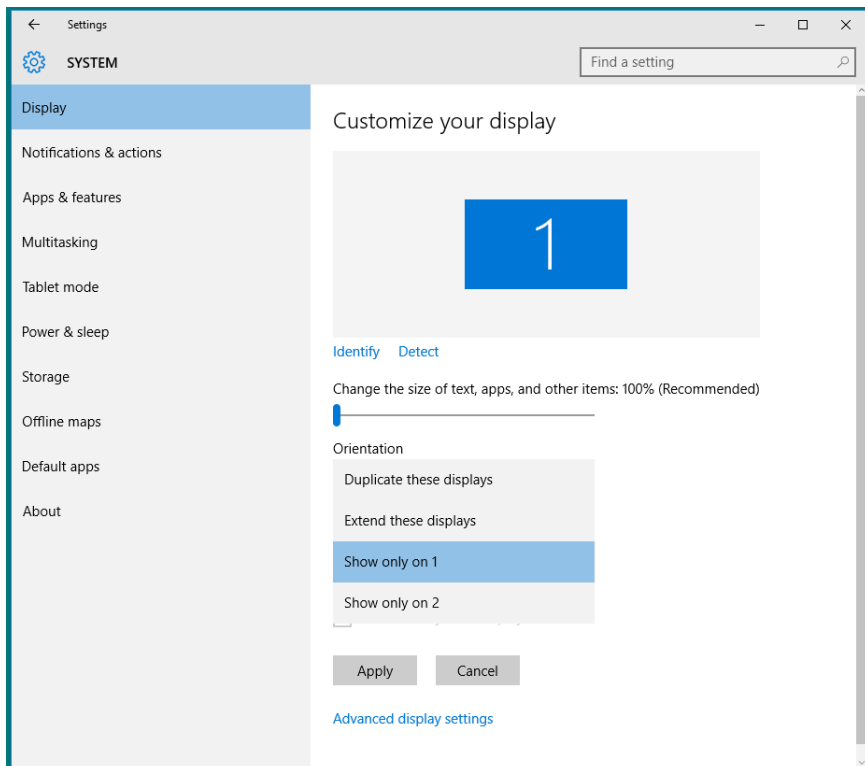 Settings
SYSTEM
Find a setting
Display
Notifications & actions
Apps & features
Multitasking
Tablet mode
Power & sleep
Storage
Offline maps
Default apps
About
Customize your display
1
Identify Detect
Change the size of text, apps, and other items: 100% (Recommended)
Orientation
Duplicate these displays
Extend these displays
Show only on 1
Show only on 2
Apply Cancel
Advanced display settings